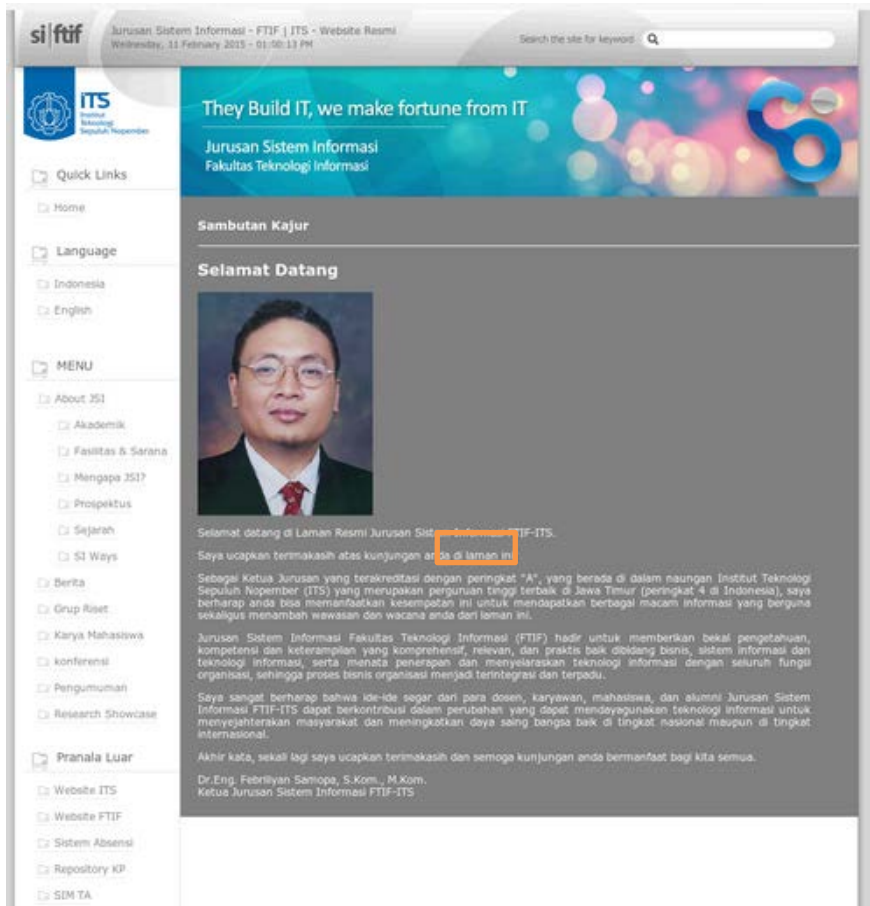 si|ftif
Jurusan Sistem Informasi - FTIF | ITS - Website Resmi
Wednesday, 11 February 2015 - 01:00:13 PM
Search the site for keyword
ITS
Institut
Teknologi
Sepuluh Nopember
They Build IT, we make fortune from IT
Jurusan Sistem Informasi
Fakultas Teknologi Informasi
Quick Links
Home
Language
Indonesia
English
MENU
About JSI
Akademik
Fasilitas & Sarana
Mengapa JSI?
Prospektus
Sejarah
SI Ways
Berita
Grup Riset
Karya Mahasiswa
konferensi
Pengumuman
Research Showcase
Pranala Luar
Website ITS
Website FTIF
Sistem Absensi
Repository KP
SIM TA
Sambutan Kajur
Selamat Datang
Selamat datang di Laman Resmi Jurusan Sistem Informasi FTIF-ITS.
Saya ucapkan terimakasih atas kunjungan anda di laman ini
Sebagai Ketua Jurusan yang terakreditasi dengan peringkat "A", yang berada di dalam naungan Institut Teknologi
Sepuluh Nopember (ITS) yang merupakan perguruan tinggi terbaik di Jawa Timur (peringkat 4 di Indonesia), saya
berharap anda bisa memanfaatkan kesempatan ini untuk mendapatkan berbagai macam informasi yang berguna
sekaligus menambah wawasan dan wacana anda dari laman ini.
Jurusan Sistem Informasi Fakultas Teknologi Informasi (FTIF) hadir untuk memberikan bekal pengetahuan,
kompetensi dan keterampilan yang komprehensif, relevan, dan praktis baik dibidang bisnis, sistem informasi dan
teknologi informasi, serta menata penerapan dan menyelaraskan teknologi informasi dengan seluruh fungsi
organisasi, sehingga proses bisnis organisasi menjadi terintegrasi dan terpadu.
Saya sangat berharap bahwa ide-ide segar dari para dosen, karyawan, mahasiswa, dan alumni Jurusan Sistem
Informasi FTIF-ITS dapat berkontribusi dalam perubahan yang dapat mendayagunakan teknologi informasi untuk
menyejahterakan masyarakat dan meningkatkan daya saing bangsa baik di tingkat nasional maupun di tingkat
internasional.
Akhir kata, sekali lagi saya ucapkan terimakasih dan semoga kunjungan anda bermanfaat bagi kita semua.
Dr.Eng. Febriliyan Samopa, S.Kom., M.Kom.
Ketua Jurusan Sistem Informasi FTIF-ITS